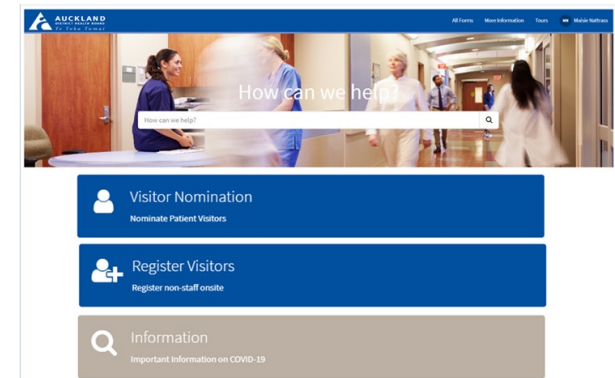 AUCKLAND
DISTRICT HEALTH BOARD
Te Toka Tumai
All Forms More Information Tours MN Maisie Nattrass
How can we help?
How can we help?
Visitor Nomination
Nominate Patient Visitors
Register Visitors
Register non-staff onsite
Information
Important Information on COVID-19